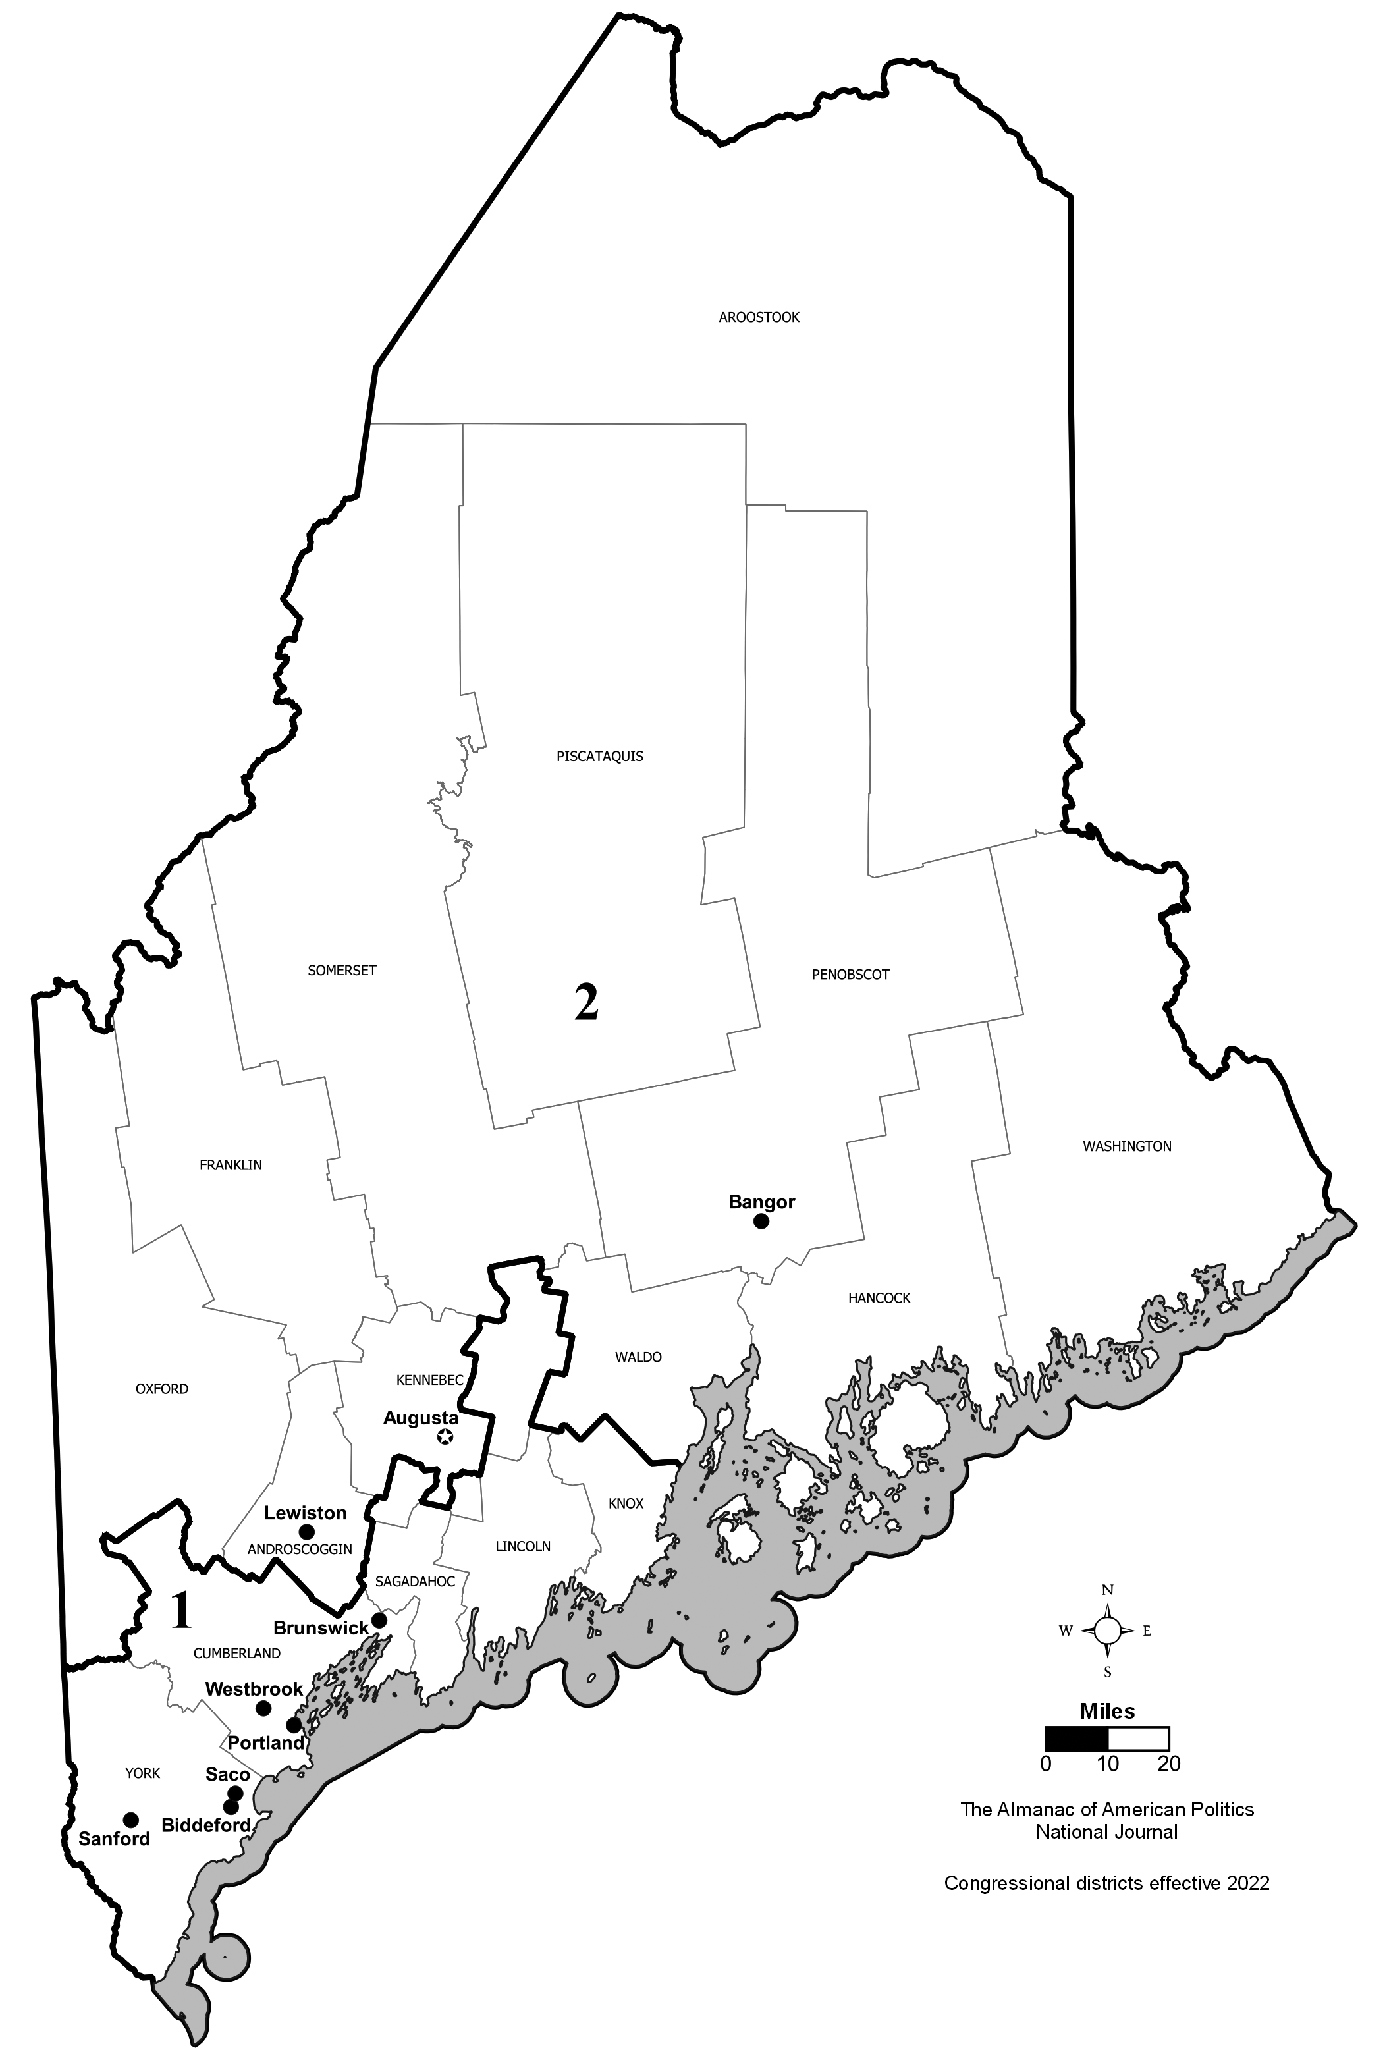 AROOSTOOK
PISCATAQUIS
SOMERSET
PENOBSCOT
2
WASHINGTON
FRANKLIN
Bangor
HANCOCK
WALDO
KENNEBEC
OXFORD
Augusta
KNOX
Lewiston
LINCOLN
ANDROSCOGGIN
SAGADAHOC
1
Brunswick
CUMBERLAND
Westbrook
Portland
YORK
Saco
Biddeford
Sanford
N
W E
S
Miles
0 10 20
The Almanac of American Politics
National Journal
Congressional districts effective 2022